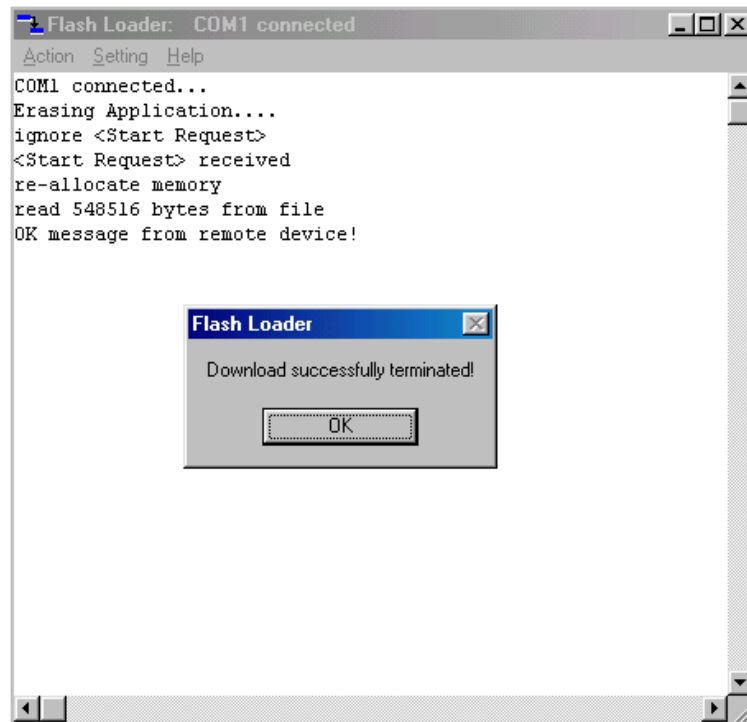 Flash Loader: COM1 connected
Action Setting Help
COM1 connected...
Erasing Application....
ignore <Start Request>
<Start Request> received
re-allocate memory
read 548516 bytes from file
OK message from remote device!
Flash Loader
Download successfully terminated!
OK